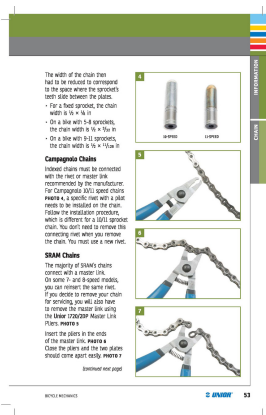 The width of the chain then
had to be reduced to correspond
to the space where the sprocket's
teeth slide between the plates.
• For a fixed sprocket, the chain
width is ½ × ⅛ in
• On a bike with 5-8 sprockets,
the chain width is ½ × ³⁄₃₂ in
• On a bike with 9-11 sprockets,
the chain width is ½ × ¹¹⁄₁₂₈ in
Campagnolo Chains
Indexed chains must be connected
with the rivet or master link
recommended by the manufacturer.
For Campagnolo 10/11 speed chains
PHOTO 4, a specific rivet with a pilot
needs to be installed on the chain.
Follow the installation procedure,
which is different for a 10/11 sprocket
chain. You don't need to remove this
connecting rivet when you remove
the chain. You must use a new rivet.
SRAM Chains
The majority of SRAM's chains
connect with a master link.
On some 7- and 8-speed models,
you can reinsert the same rivet.
If you decide to remove your chain
for servicing, you will also have
to remove the master link using
the Unior 1720/2DP Master Link
Pliers. PHOTO 5
Insert the pliers in the ends
of the master link. PHOTO 6
Close the pliers and the two plates
should come apart easily. PHOTO 7
(continued next page)
4
10-SPEED 11-SPEED
5
6
7
INFORMATION
CHAIN
BICYCLE MECHANICS
UNIOR
53